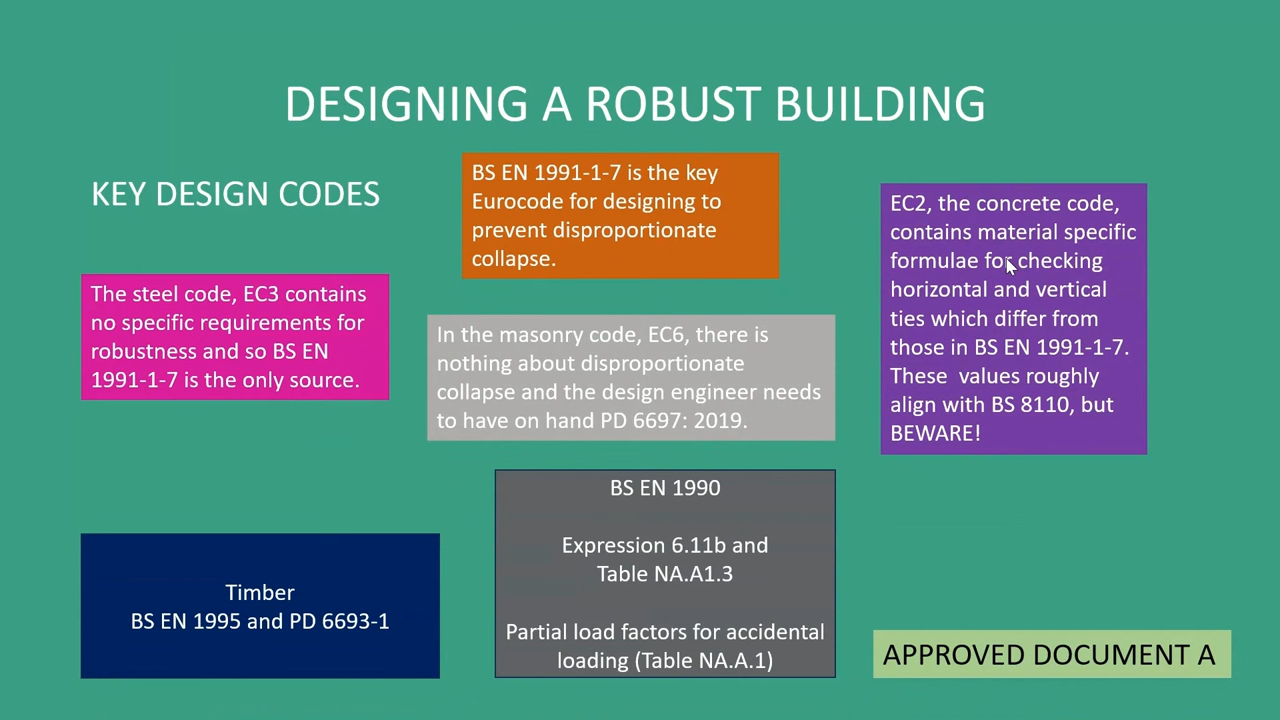 DESIGNING A ROBUST BUILDING
KEY DESIGN CODES
BS EN 1991-1-7 is the key
Eurocode for designing to
prevent disproportionate
collapse.
EC2, the concrete code,
contains material specific
formulae for checking
horizontal and vertical
ties which differ from
those in BS EN 1991-1-7.
These values roughly
align with BS 8110, but
BEWARE!
The steel code, EC3 contains
no specific requirements for
robustness and so BS EN
1991-1-7 is the only source.
In the masonry code, EC6, there is
nothing about disproportionate
collapse and the design engineer needs
to have on hand PD 6697: 2019.
BS EN 1990
Expression 6.11b and
Table NA.A1.3
Partial load factors for accidental
loading (Table NA.A.1)
Timber
BS EN 1995 and PD 6693-1
APPROVED DOCUMENT A